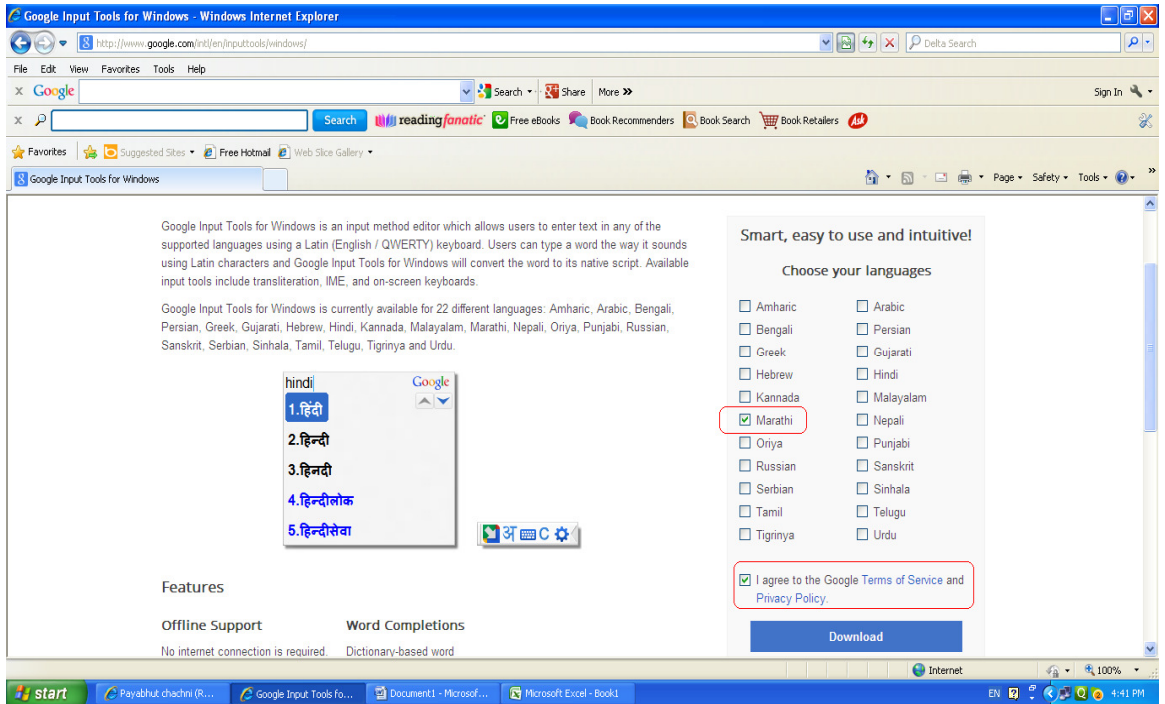 Google Input Tools for Windows - Windows Internet Explorer
http://www.google.com/intl/en/inputtools/windows/
Delta Search
File Edit View Favorites Tools Help
x Google Search Share More >> Sign In
x Search readingfanatic Free eBooks Book Recommenders Book Search Book Retailers Ask
Favorites Suggested Sites Free Hotmail Web Slice Gallery
Google Input Tools for Windows Page Safety Tools »
Google Input Tools for Windows is an input method editor which allows users to enter text in any of the
supported languages using a Latin (English / QWERTY) keyboard. Users can type a word the way it sounds
using Latin characters and Google Input Tools for Windows will convert the word to its native script. Available
input tools include transliteration, IME, and on-screen keyboards.
Google Input Tools for Windows is currently available for 22 different languages: Amharic, Arabic, Bengali,
Persian, Greek, Gujarati, Hebrew, Hindi, Kannada, Malayalam, Marathi, Nepali, Oriya, Punjabi, Russian,
Sanskrit, Serbian, Sinhala, Tamil, Telugu, Tigrinya and Urdu.
hindi Google
1.हिंदी
2.हिन्दी
3.हिनदी
4.हिन्दीलोक
5.हिन्दीसेवा
अ C
Features
Offline Support
No internet connection is required.
Word Completions
Dictionary-based word
Smart, easy to use and intuitive!
Choose your languages
Amharic Arabic
Bengali Persian
Greek Gujarati
Hebrew Hindi
Kannada Malayalam
Marathi Nepali
Oriya Punjabi
Russian Sanskrit
Serbian Sinhala
Tamil Telugu
Tigrinya Urdu
I agree to the Google Terms of Service and
Privacy Policy.
Download
Internet 100%
start Payabhut chachni (R... Google Input Tools fo... Document1 - Microsof... Microsoft Excel - Book1 EN 4:41 PM